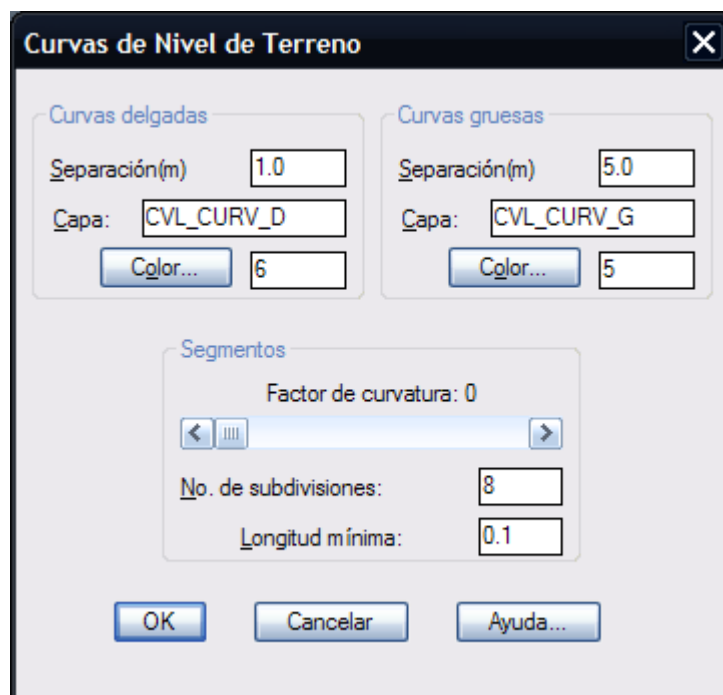 Curvas de Nivel de Terreno
Curvas delgadas
Separación(m) 1.0
Capa: CVL_CURV_D
Color... 6
Curvas gruesas
Separación(m) 5.0
Capa: CVL_CURV_G
Color... 5
Segmentos
Factor de curvatura: 0
No. de subdivisiones: 8
Longitud mínima: 0.1
OK Cancelar Ayuda...